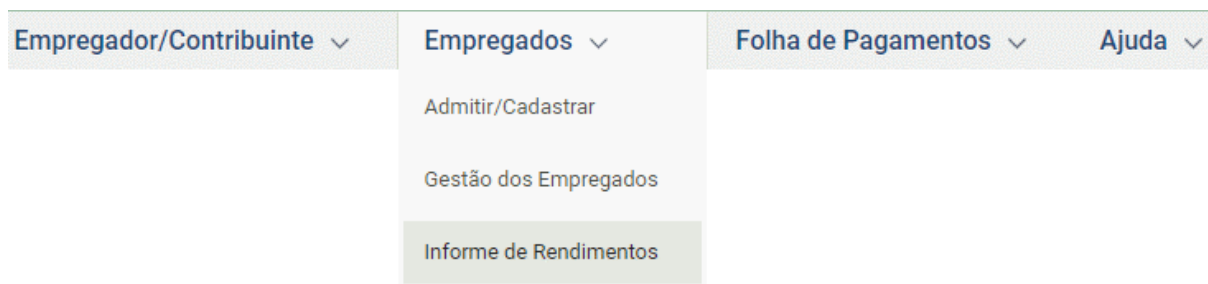 Empregador/Contribuinte Empregados Folha de Pagamentos Ajuda
Admitir/Cadastrar
Gestão dos Empregados
Informe de Rendimentos